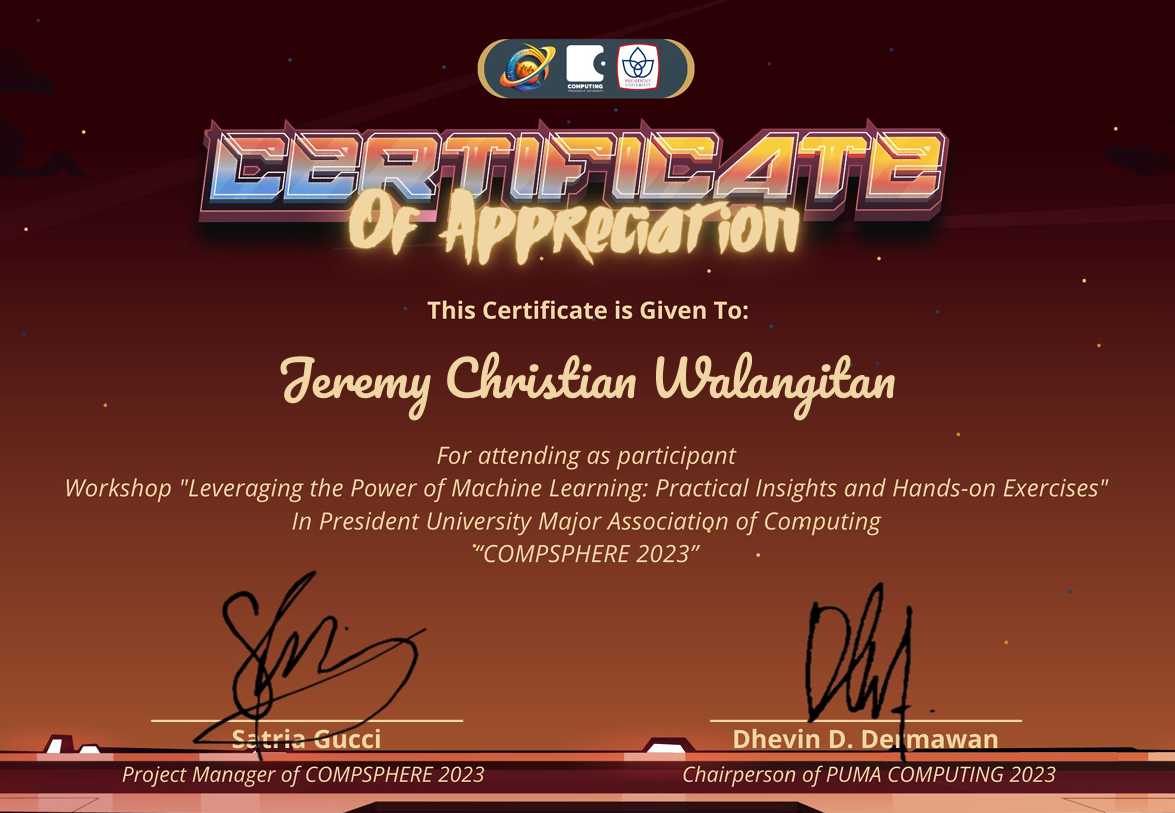 COMPUTING
PRESIDENT UNIVERSITY
CERTIFICATE
Of Appreciation
This Certificate is Given To:
Jeremy Christian Walangitan
For attending as participant
Workshop "Leveraging the Power of Machine Learning: Practical Insights and Hands-on Exercises"
In President University Major Association of Computing
“COMPSPHERE 2023”
Satria Gucci
Dhevin D. Dermawan
Project Manager of COMPSPHERE 2023
Chairperson of PUMA COMPUTING 2023